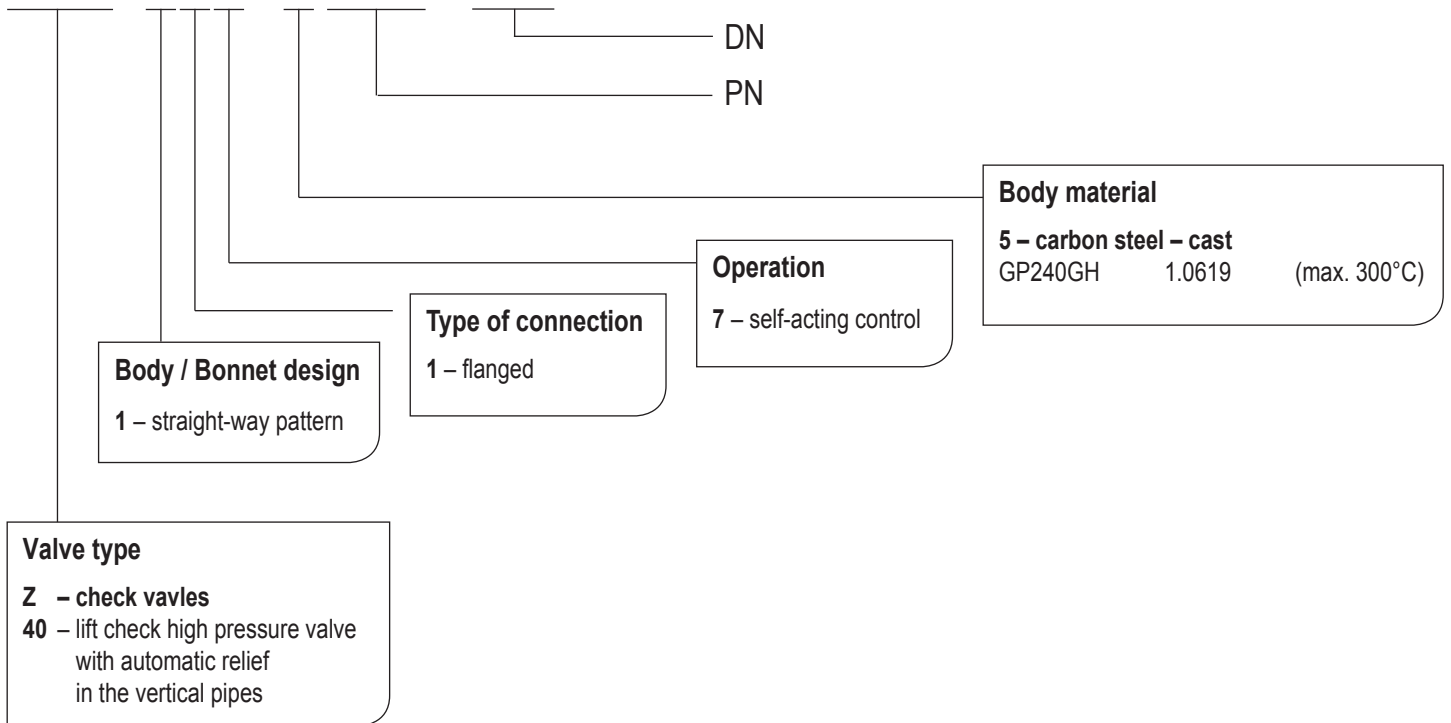 DN
PN
Body material
5 – carbon steel – cast
GP240GH 1.0619 (max. 300°C)
Operation
7 – self-acting control
Type of connection
1 – flanged
Body / Bonnet design
1 – straight-way pattern
Valve type
Z – check vavles
40 – lift check high pressure valve
with automatic relief
in the vertical pipes